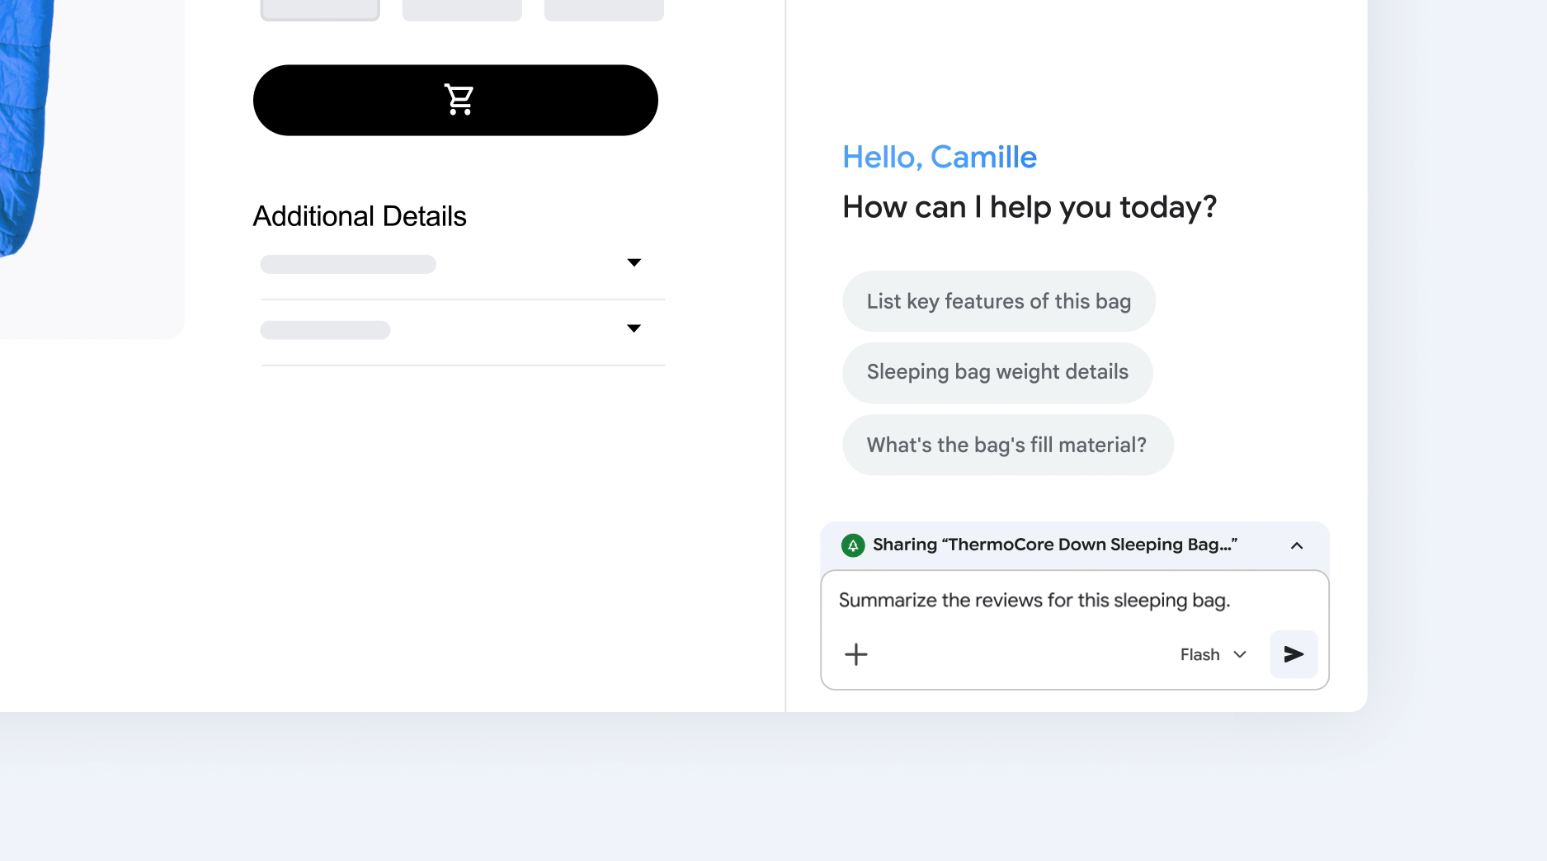 Additional Details
Hello, Camille
How can I help you today?
List key features of this bag
Sleeping bag weight details
What's the bag's fill material?
Sharing “ThermoCore Down Sleeping Bag...”
Summarize the reviews for this sleeping bag.
Flash